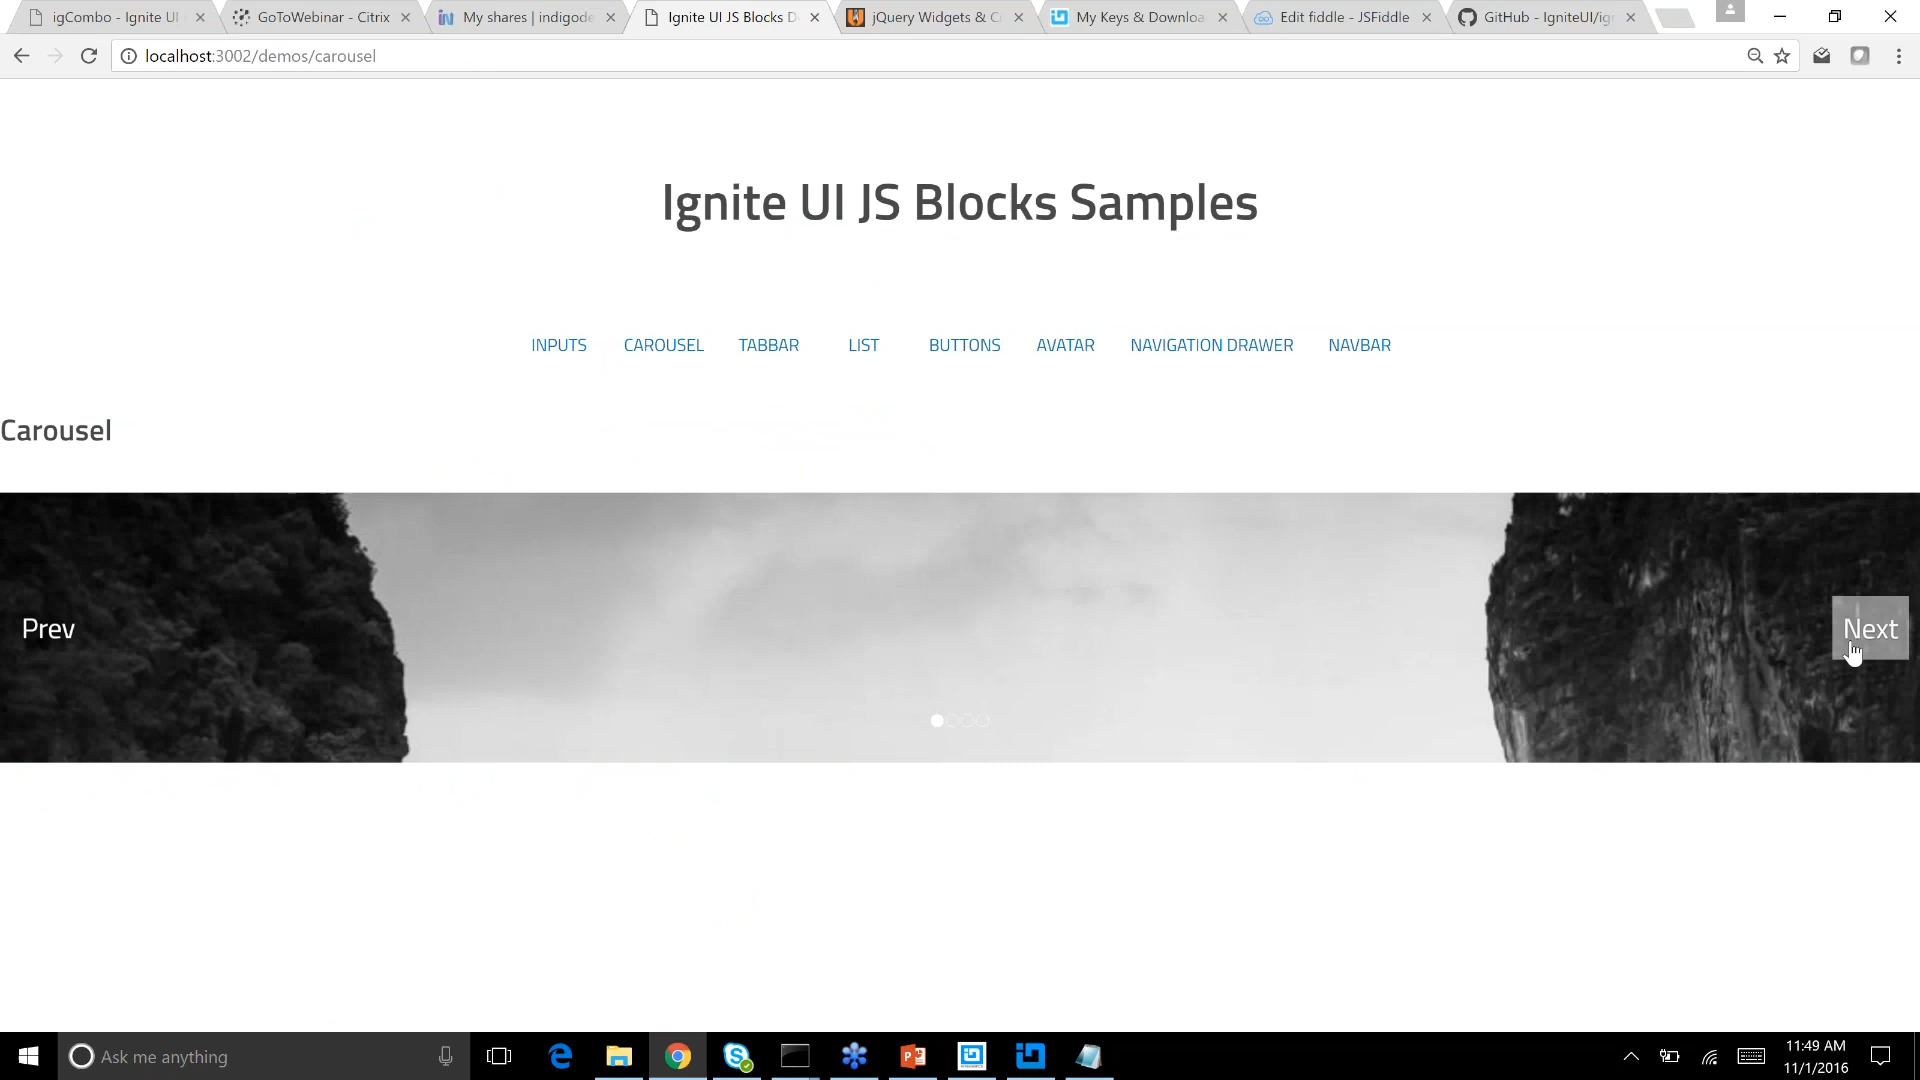 igCombo - Ignite UI
GoToWebinar - Citrix
My shares | indigode
Ignite UI JS Blocks D
jQuery Widgets & C
My Keys & Downloa
Edit fiddle - JSFiddle
GitHub - IgniteUI/ig
localhost:3002/demos/carousel
Ignite UI JS Blocks Samples
INPUTS CAROUSEL TABBAR LIST BUTTONS AVATAR NAVIGATION DRAWER NAVBAR
Carousel
Prev
Next
Ask me anything
11:49 AM
11/1/2016